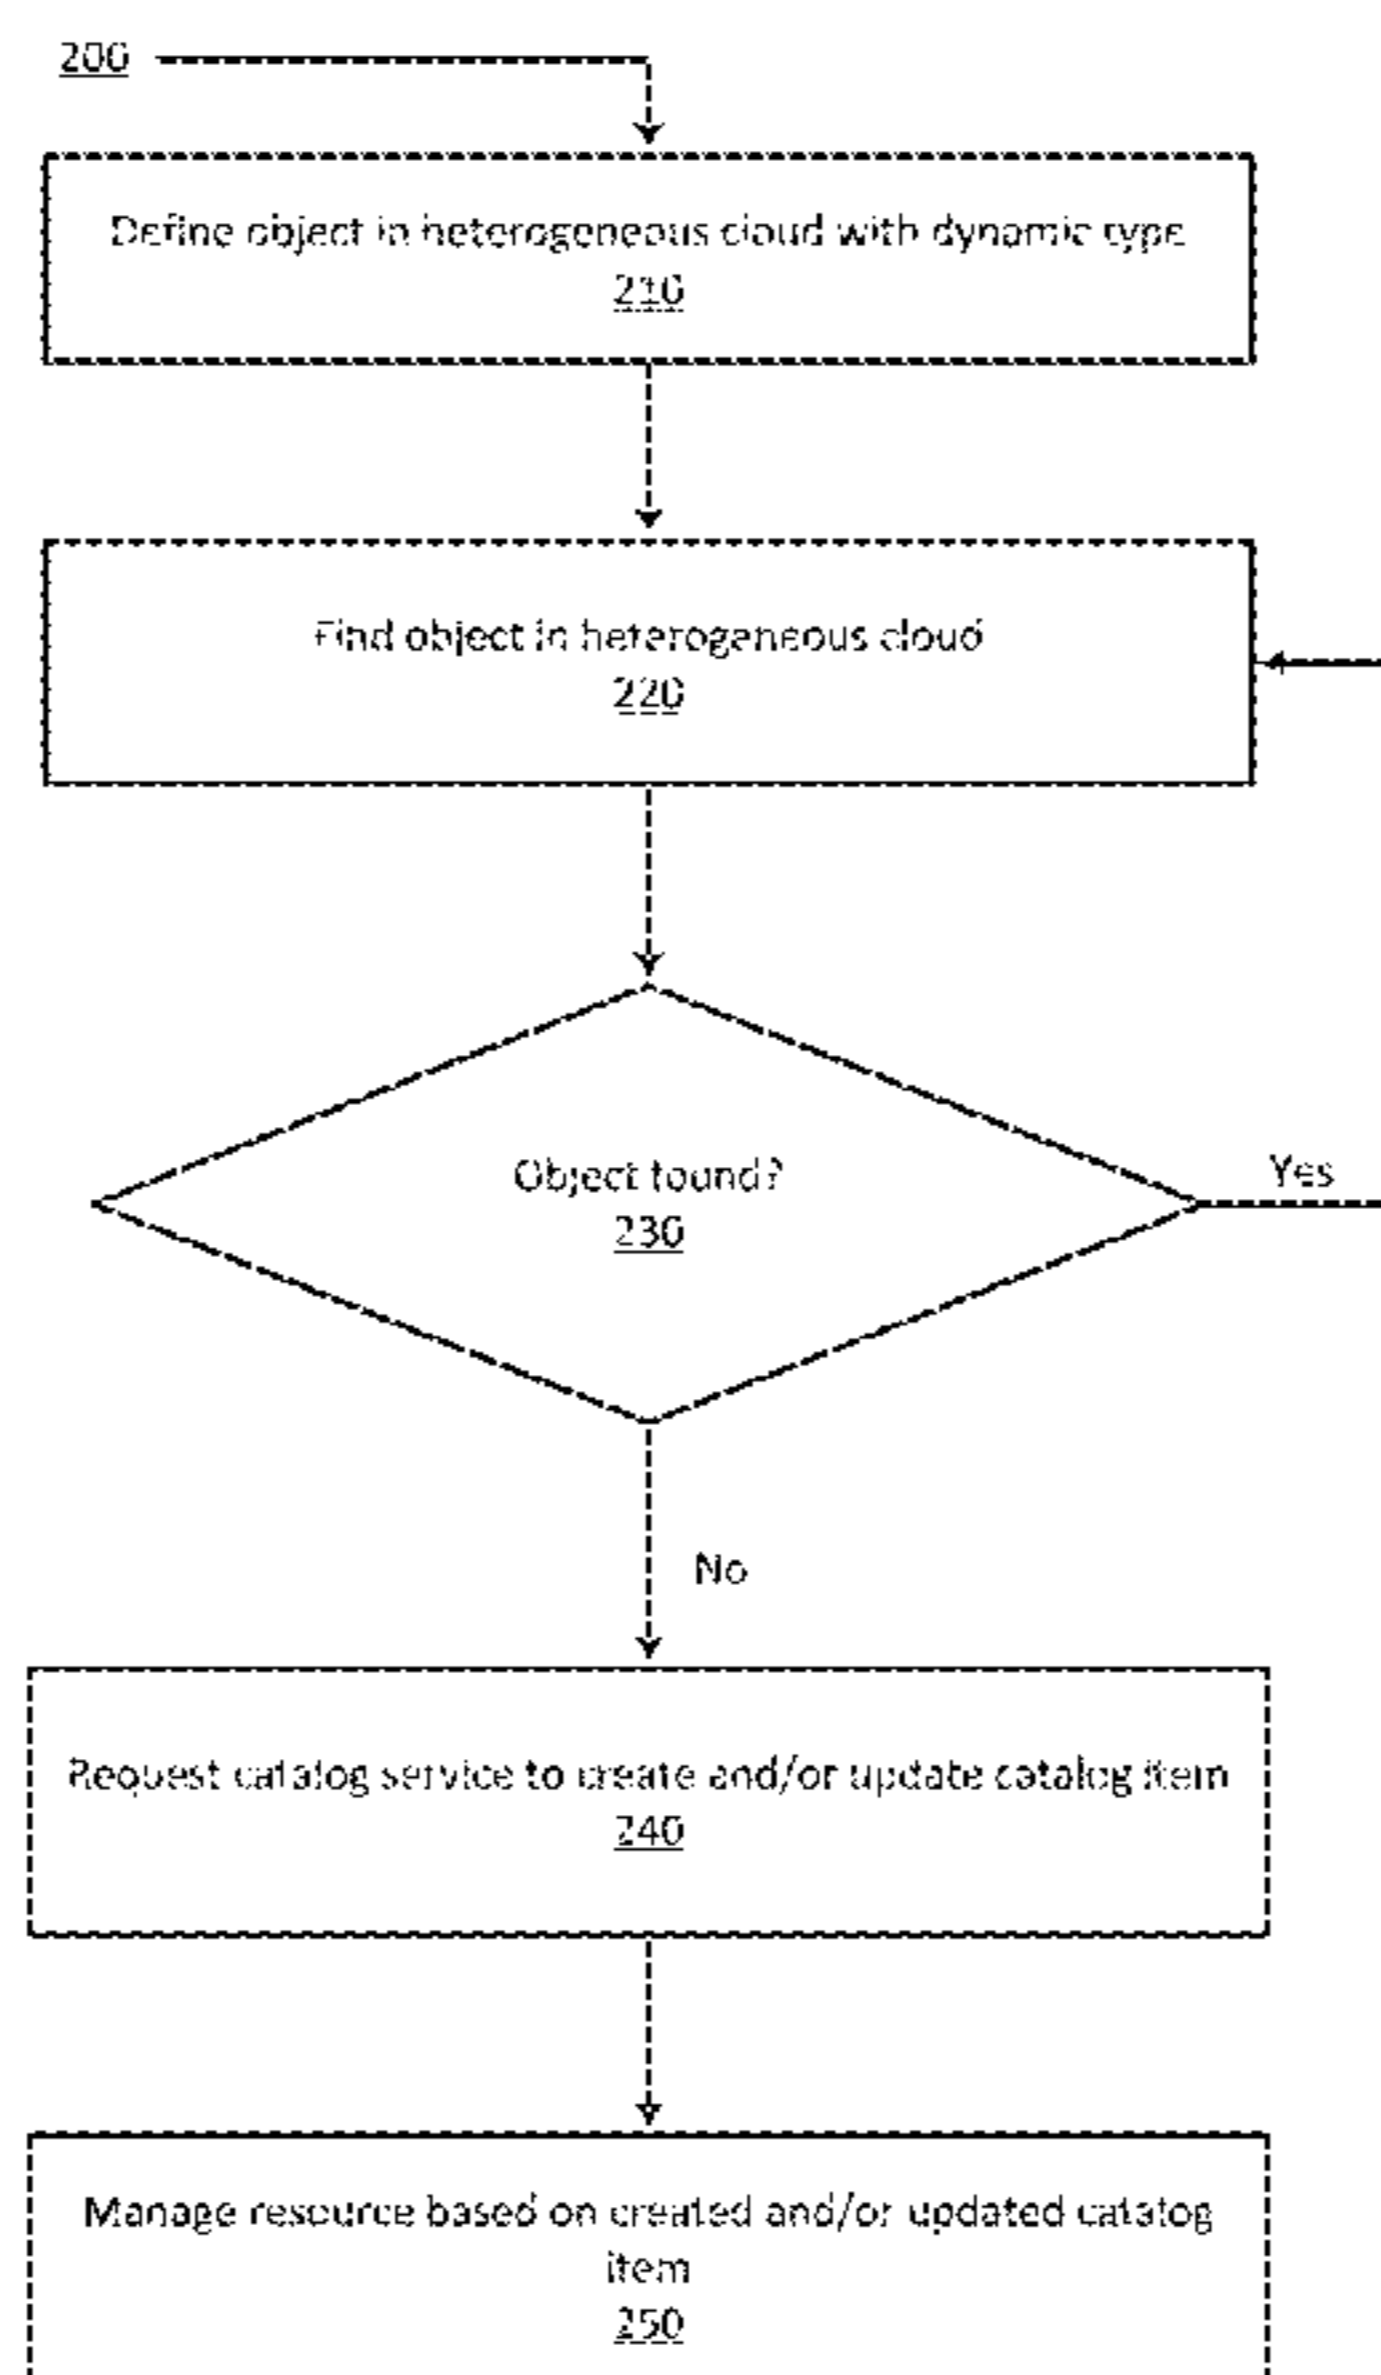 200
Define object in heterogeneous cloud with dynamic type
210
Find object in heterogeneous cloud
220
Object found?
230
Yes
No
Request catalog service to create and/or update catalog item
240
Manage resource based on created and/or updated catalog
item
250